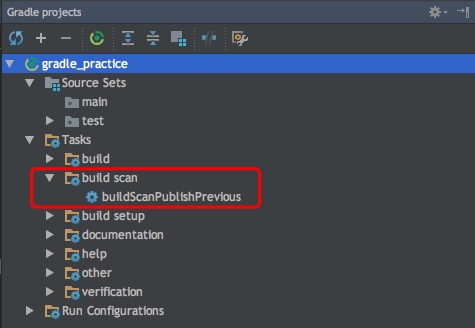 Gradle projects
gradle_practice
Source Sets
main
test
Tasks
build
build scan
buildScanPublishPrevious
build setup
documentation
help
other
verification
Run Configurations